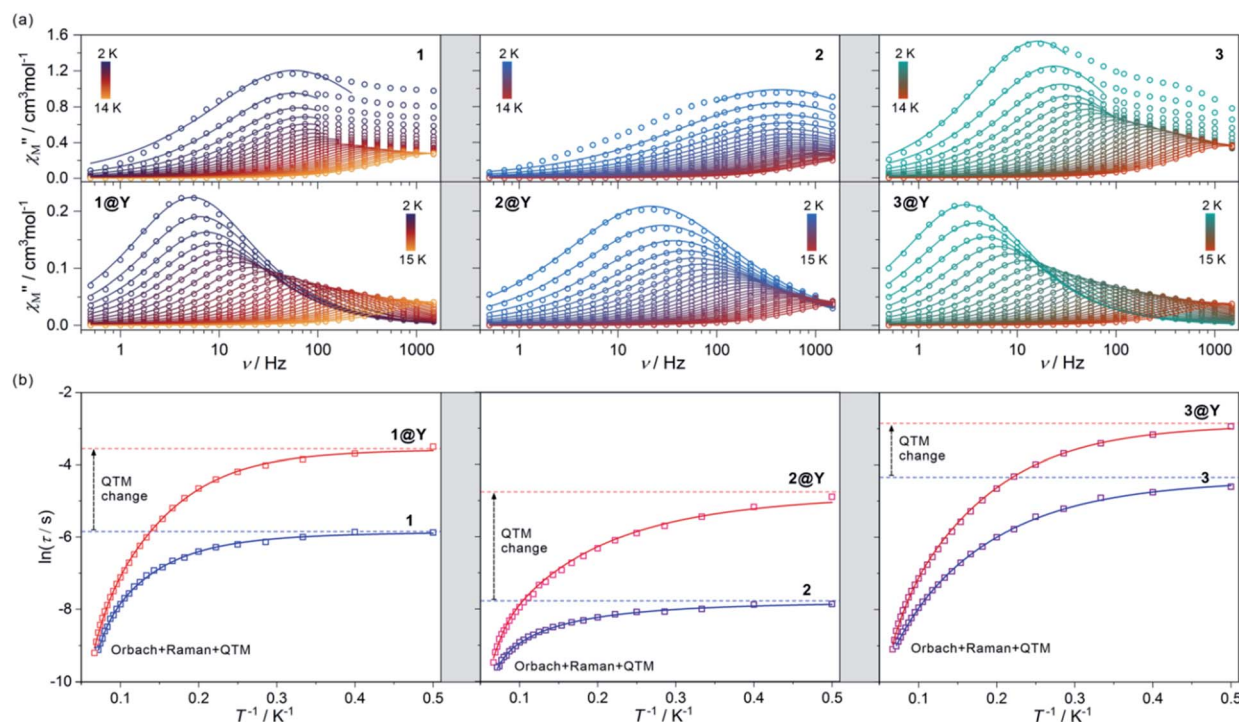 (a)
1.6
1.2
0.8
0.4
0.0
χM'' / cm³mol⁻¹
2 K
14 K
1
2 K
14 K
2
2 K
14 K
3
0.2
0.1
0.0
χM'' / cm³mol⁻¹
1@Y
2 K
15 K
2@Y
2 K
15 K
3@Y
2 K
15 K
1 10 100 1000
1 10 100 1000
1 10 100 1000
ν / Hz
ν / Hz
ν / Hz
(b)
-2
-4
-6
-8
-10
ln(τ / s)
1@Y
QTM
change
1
Orbach+Raman+QTM
2@Y
QTM
change
2
Orbach+Raman+QTM
3@Y
QTM
change
3
Orbach+Raman+QTM
0.1 0.2 0.3 0.4 0.5
0.1 0.2 0.3 0.4 0.5
0.1 0.2 0.3 0.4 0.5
T⁻¹ / K⁻¹
T⁻¹ / K⁻¹
T⁻¹ / K⁻¹